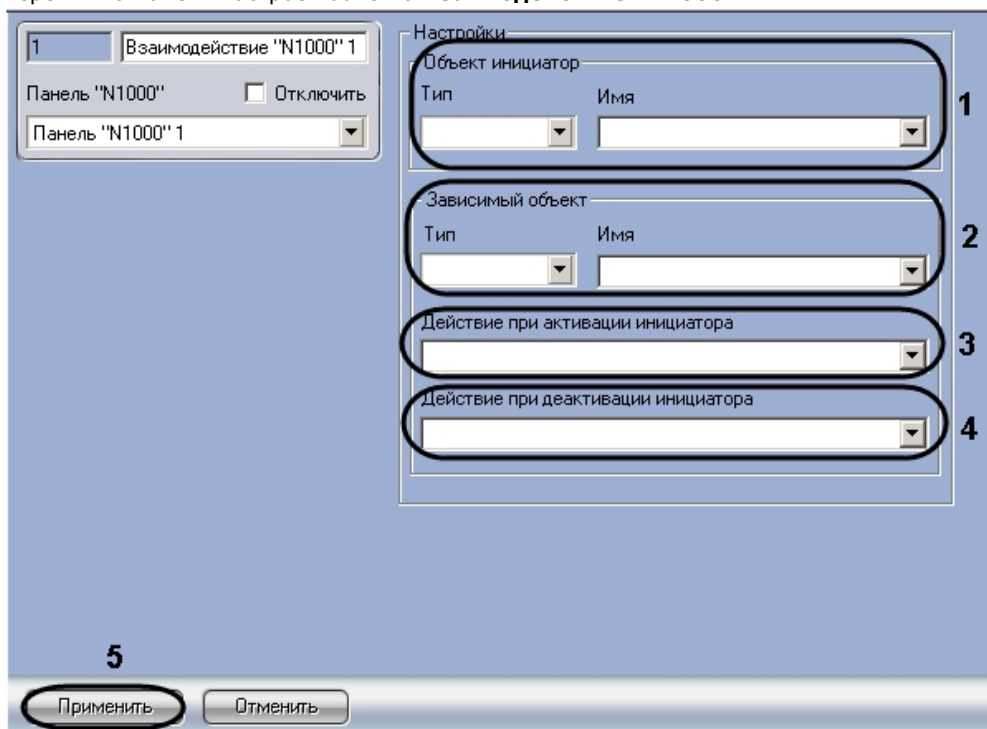 1
Взаимодействие "N1000" 1
Панель "N1000"
Отключить
Панель "N1000" 1
Настройки
Объект инициатор
Тип
Имя
1
Зависимый объект
Тип
Имя
2
Действие при активации инициатора
3
Действие при деактивации инициатора
4
5
Применить
Отменить